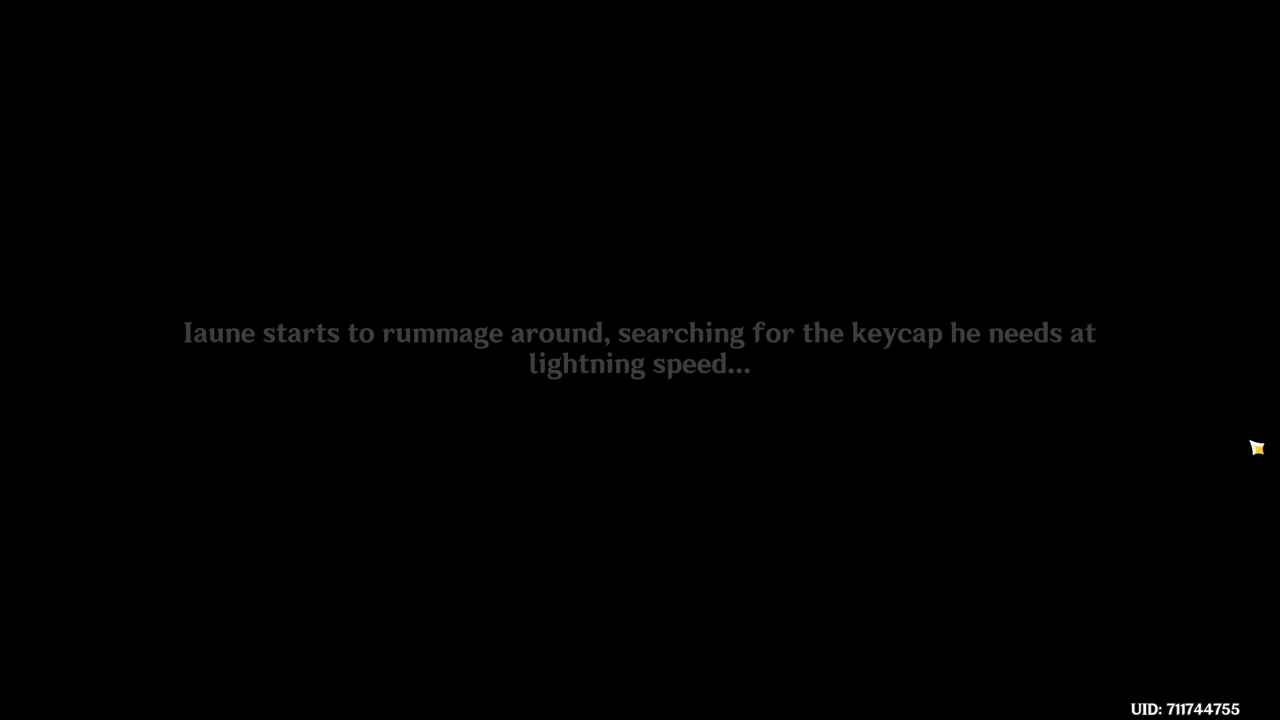 Iaune starts to rummage around, searching for the keycap he needs at
lightning speed...
UID: 711744755